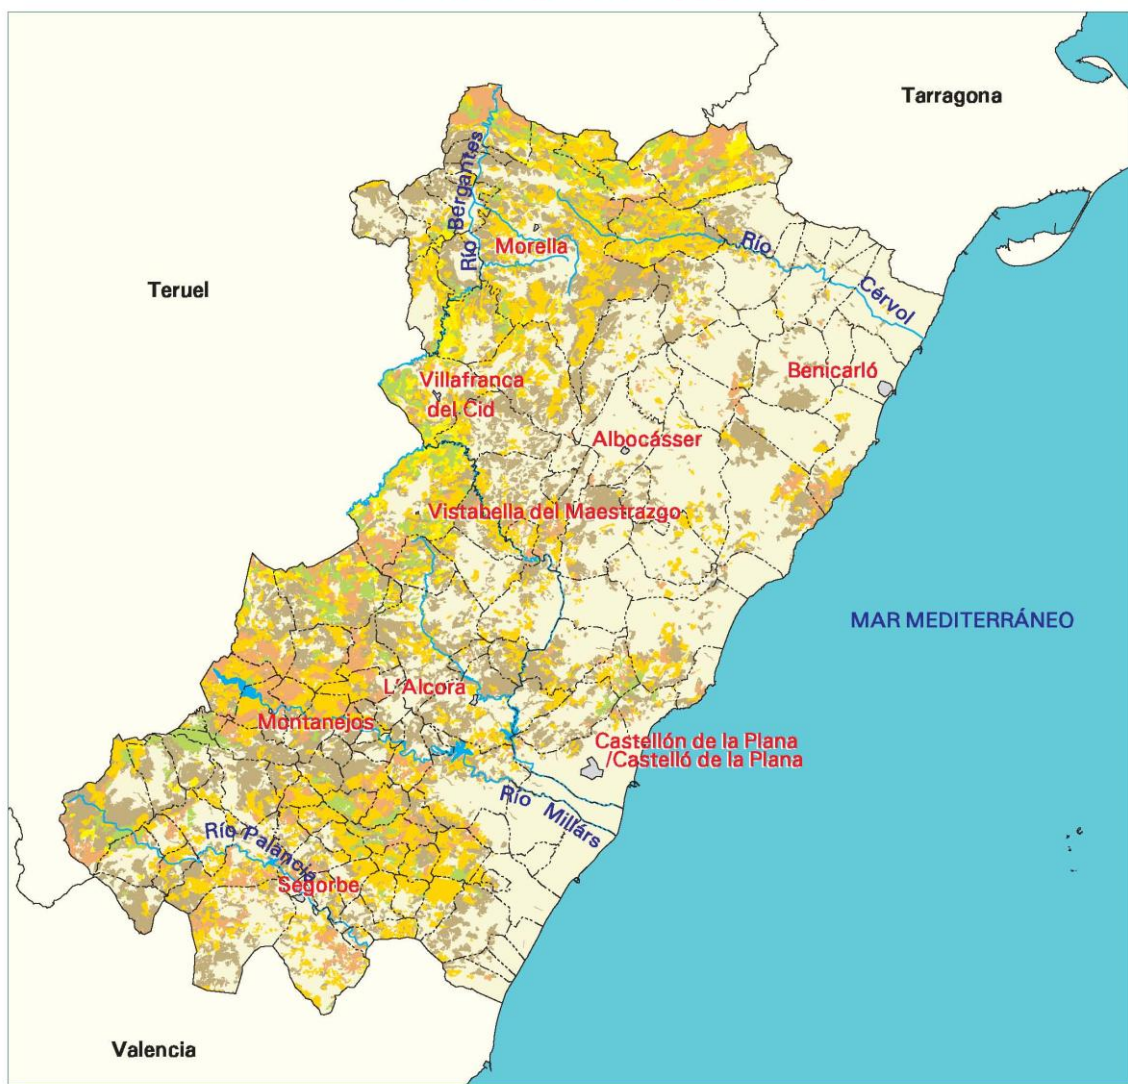 Tarragona
Río Bergantes
Morella
Río Cérvol
Teruel
Benicarló
Villafranca
del Cid
Albocásser
Vistabella del Maestrazgo
MAR MEDITERRÁNEO
L'Alcora
Montanejos
Castellón de la Plana
/Castelló de la Plana
Río Millárs
Río Palancia
Segorbe
Valencia